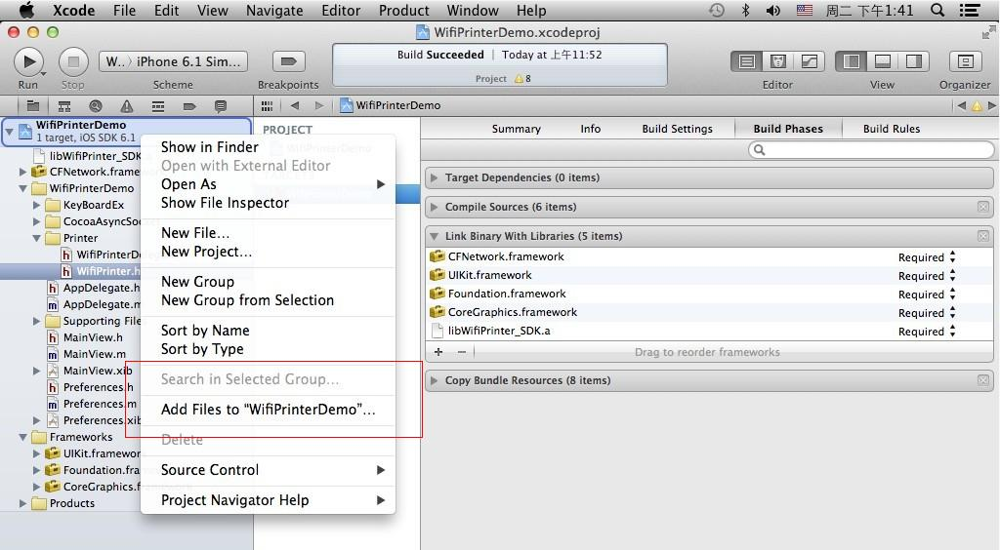 Xcode File Edit View Navigate Editor Product Window Help 周二 下午1:41
WifiPrinterDemo.xcodeproj
Run Stop
W.. iPhone 6.1 Sim...
Scheme
Breakpoints
Build Succeeded | Today at 上午11:52
Project 8
Editor View Organizer
WifiPrinterDemo
WifiPrinterDemo
1 target, iOS SDK 6.1
libWifiPrinter_SDK
CFNetwork.framew
WifiPrinterDemo
KeyBoardEx
CocoaAsyncSoc
Printer
WifiPrinterDe
WifiPrinter.h
AppDelegate.h
AppDelegate.m
Supporting File
MainView.h
MainView.m
MainView.xib
Preferences.h
Preferences.m
Preferences.xib
Frameworks
UIKit.framewor
Foundation.fra
CoreGraphics.f
Products
PROJECT
Show in Finder
Open with External Editor
Open As
Show File Inspector
New File...
New Project...
New Group
New Group from Selection
Sort by Name
Sort by Type
Search in Selected Group...
Add Files to “WifiPrinterDemo”...
Delete
Source Control
Project Navigator Help
Summary Info Build Settings Build Phases Build Rules
Target Dependencies (0 items)
Compile Sources (6 items)
Link Binary With Libraries (5 items)
CFNetwork.framework Required
UIKit.framework Required
Foundation.framework Required
CoreGraphics.framework Required
libWifiPrinter_SDK.a Required
+ − Drag to reorder frameworks
Copy Bundle Resources (8 items)